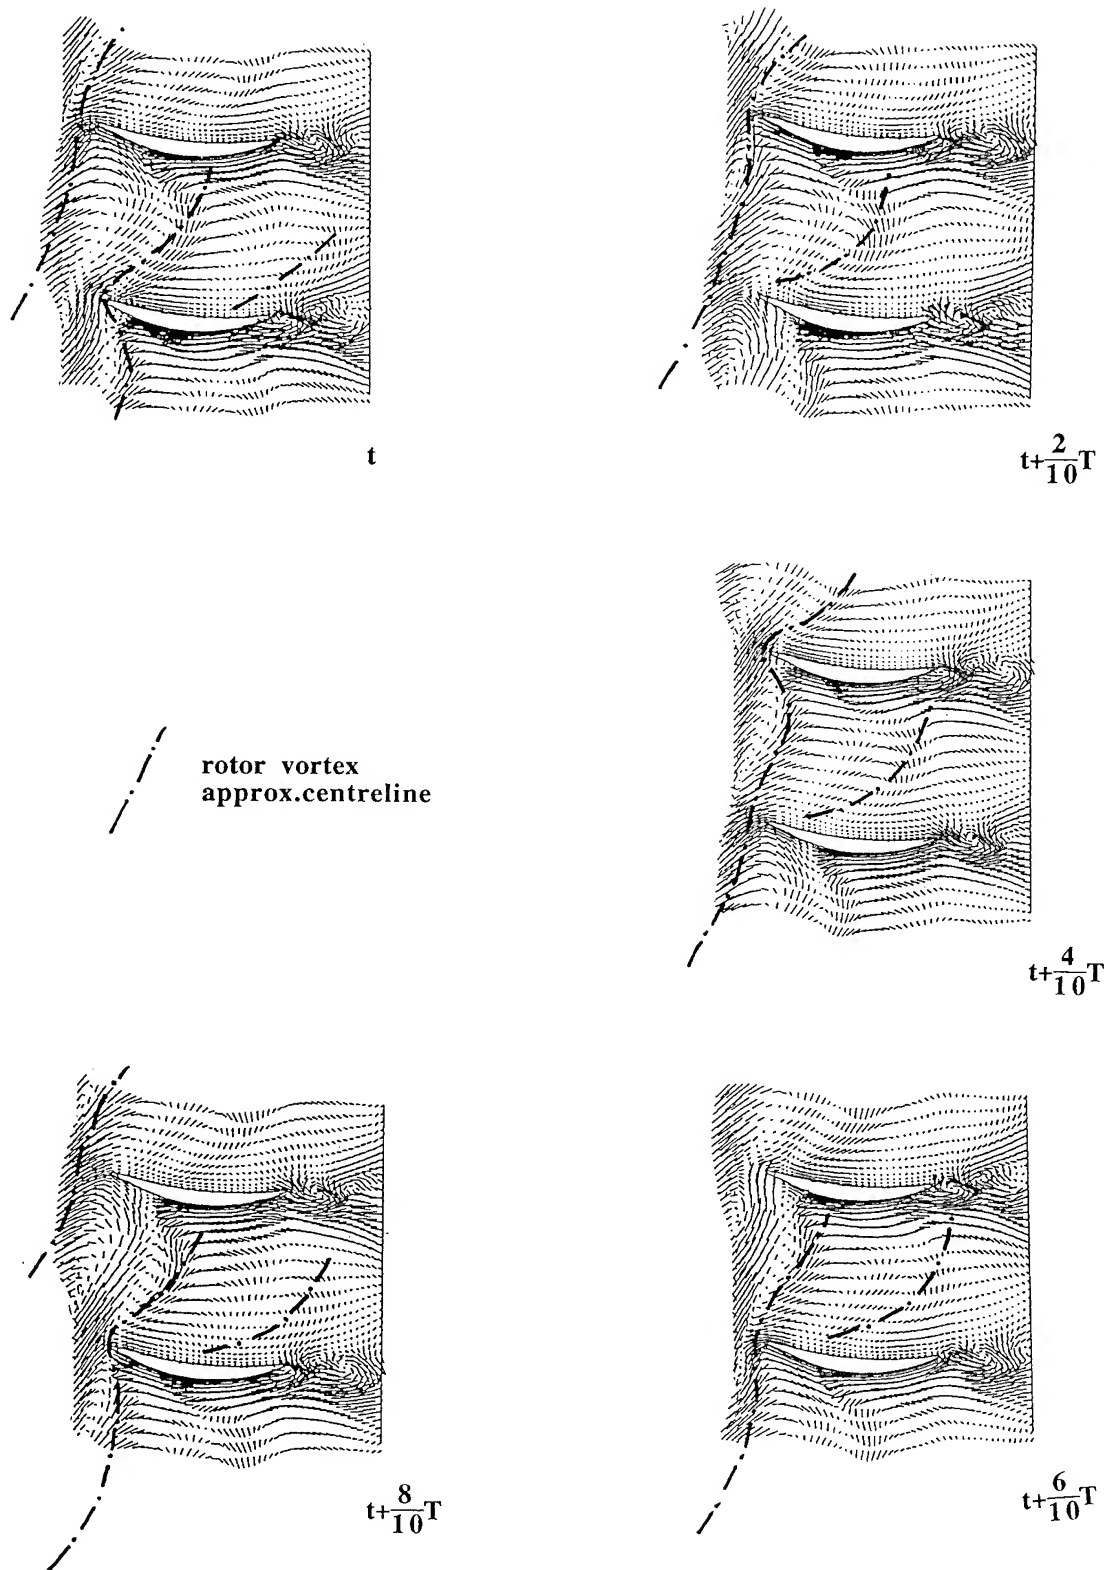 t
t+2/10T
rotor vortex
approx.centreline
t+4/10T
t+8/10T
t+6/10T